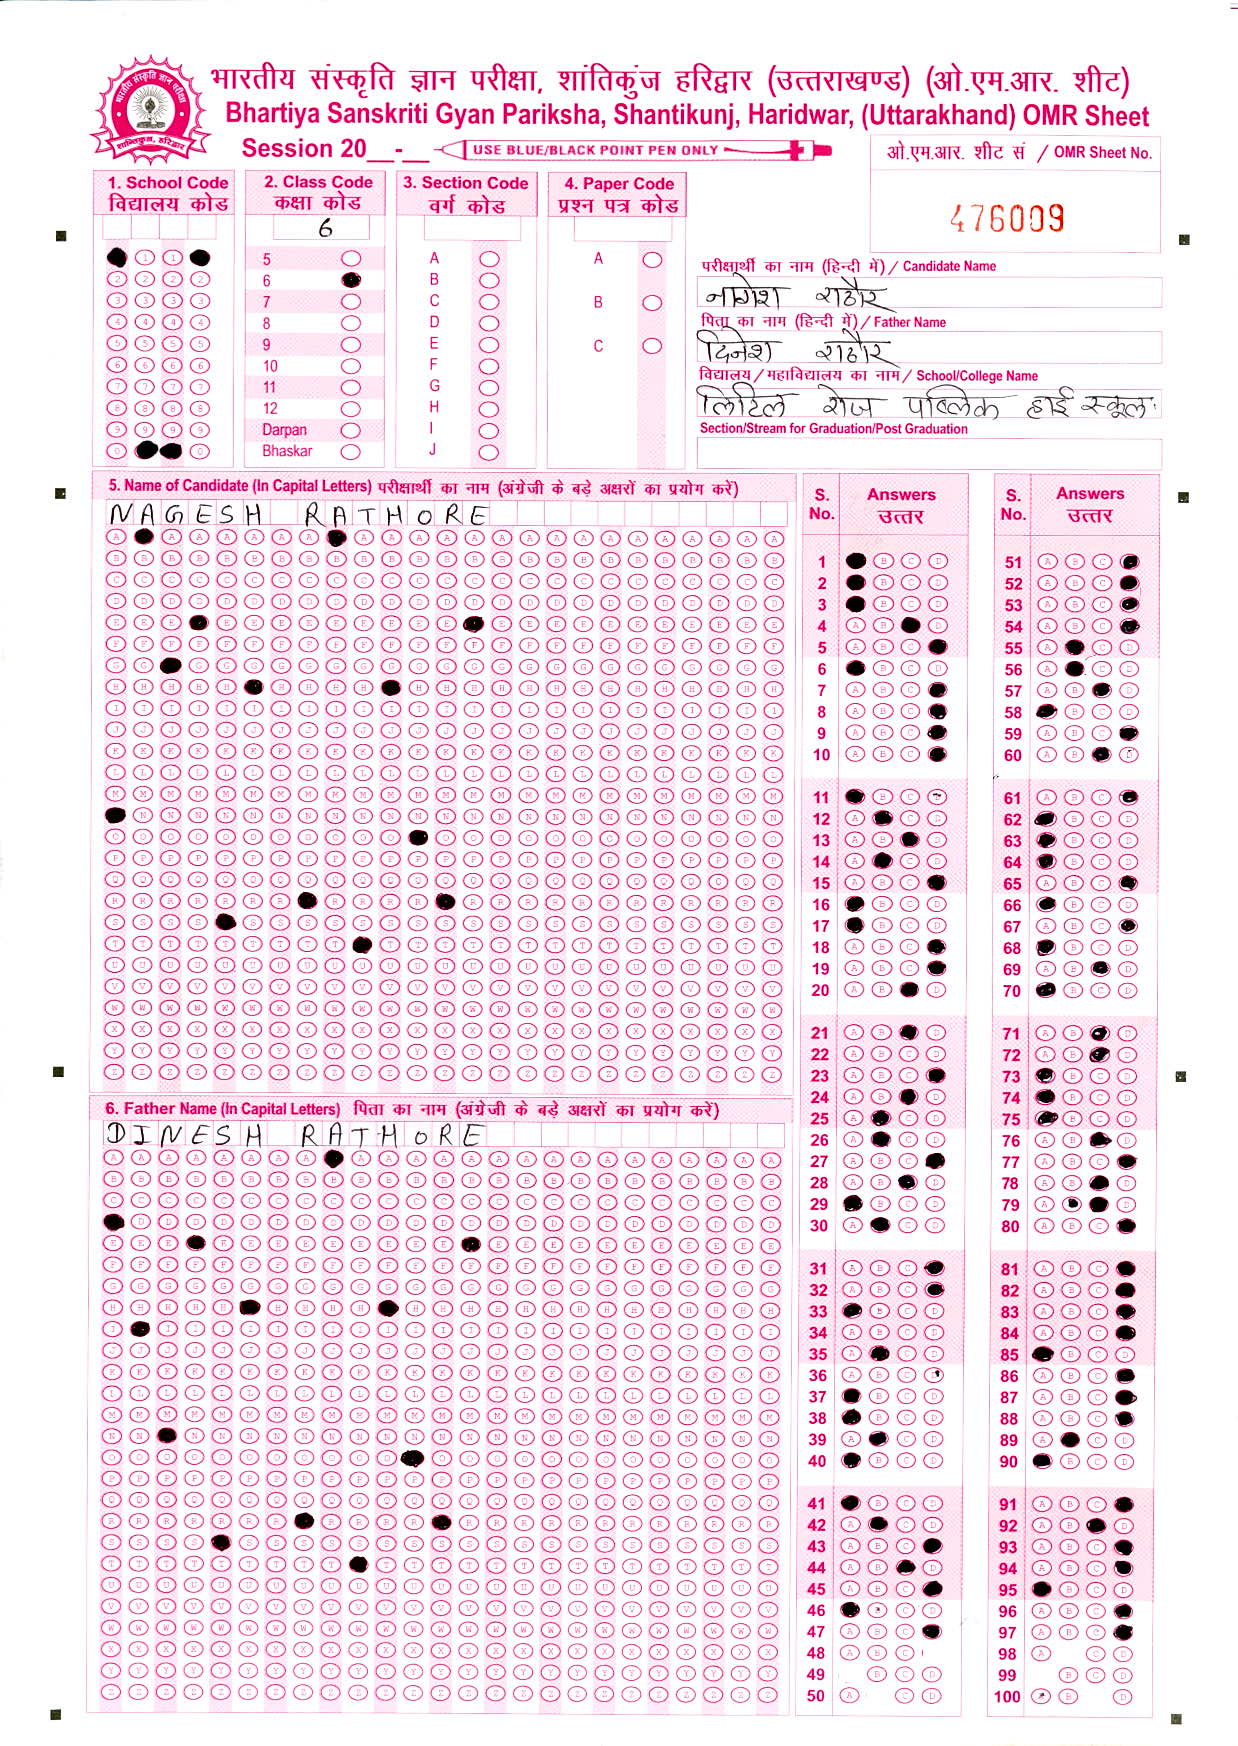 भारतीय संस्कृति ज्ञान परीक्षा, शांतिकुंज हरिद्वार (उत्तराखण्ड) (ओ.एम.आर. शीट)
Bhartiya Sanskriti Gyan Pariksha, Shantikunj, Haridwar, (Uttarakhand) OMR Sheet
Session 20__-__ USE BLUE/BLACK POINT PEN ONLY
ओ.एम.आर. शीट सं / OMR Sheet No.
476009
1. School Code
विद्यालय कोड
2. Class Code
कक्षा कोड
6
5
6
7
8
9
10
11
12
Darpan
Bhaskar
3. Section Code
वर्ग कोड
A
B
C
D
E
F
G
H
I
J
4. Paper Code
प्रश्न पत्र कोड
A
B
C
परीक्षार्थी का नाम (हिन्दी में) / Candidate Name
नागेश राठौर
पिता का नाम (हिन्दी में) / Father Name
दिनेश राठौर
विद्यालय / महाविद्यालय का नाम / School/College Name
लिटिल रोज पब्लिक हाई स्कूल
Section/Stream for Graduation/Post Graduation
5. Name of Candidate (In Capital Letters) परीक्षार्थी का नाम (अंग्रेजी के बड़े अक्षरों का प्रयोग करें)
NAGESH RATHORE
6. Father Name (In Capital Letters) पिता का नाम (अंग्रेजी के बड़े अक्षरों का प्रयोग करें)
DINESH RATHORE
S. No. Answers उत्तर
1
2
3
4
5
6
7
8
9
10
11
12
13
14
15
16
17
18
19
20
21
22
23
24
25
26
27
28
29
30
31
32
33
34
35
36
37
38
39
40
41
42
43
44
45
46
47
48
49
50
S. No. Answers उत्तर
51
52
53
54
55
56
57
58
59
60
61
62
63
64
65
66
67
68
69
70
71
72
73
74
75
76
77
78
79
80
81
82
83
84
85
86
87
88
89
90
91
92
93
94
95
96
97
98
99
100